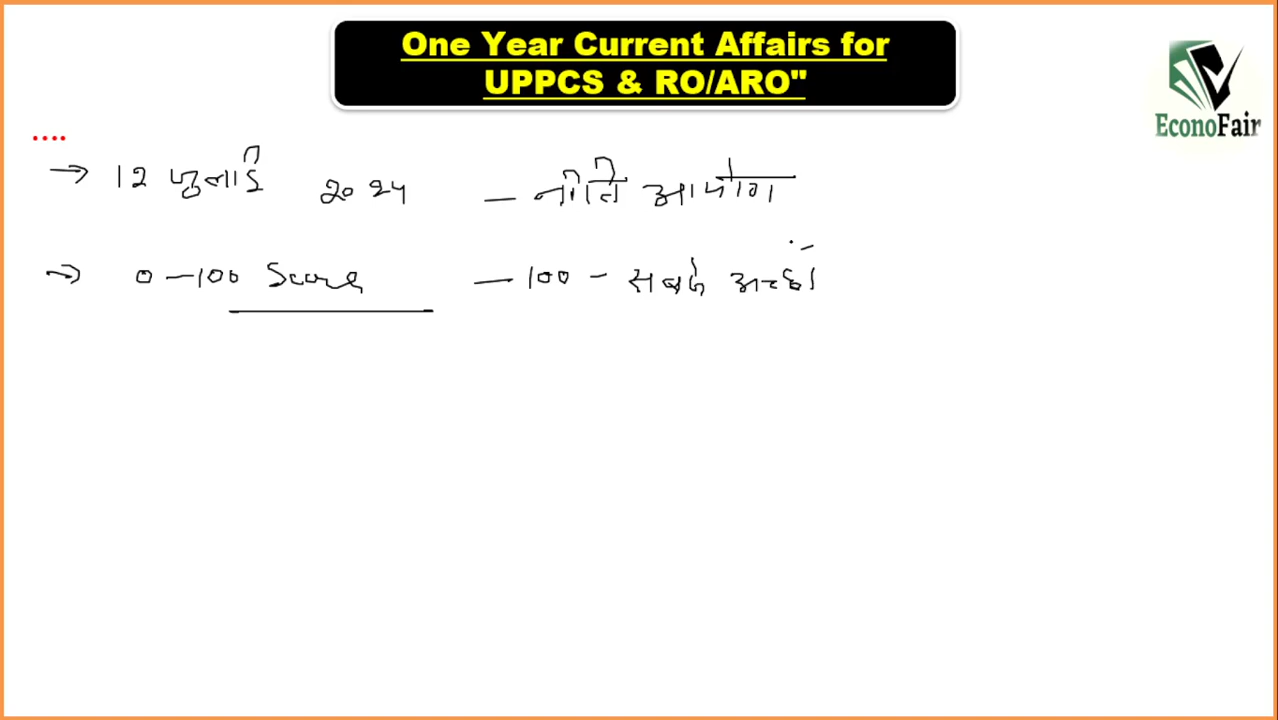 One Year Current Affairs for
UPPCS & RO/ARO"
EconoFair
....
→ 12 जुलाई 2024 – नीति आयोग
→ 0–100 Score – 100 – सबसे अच्छा